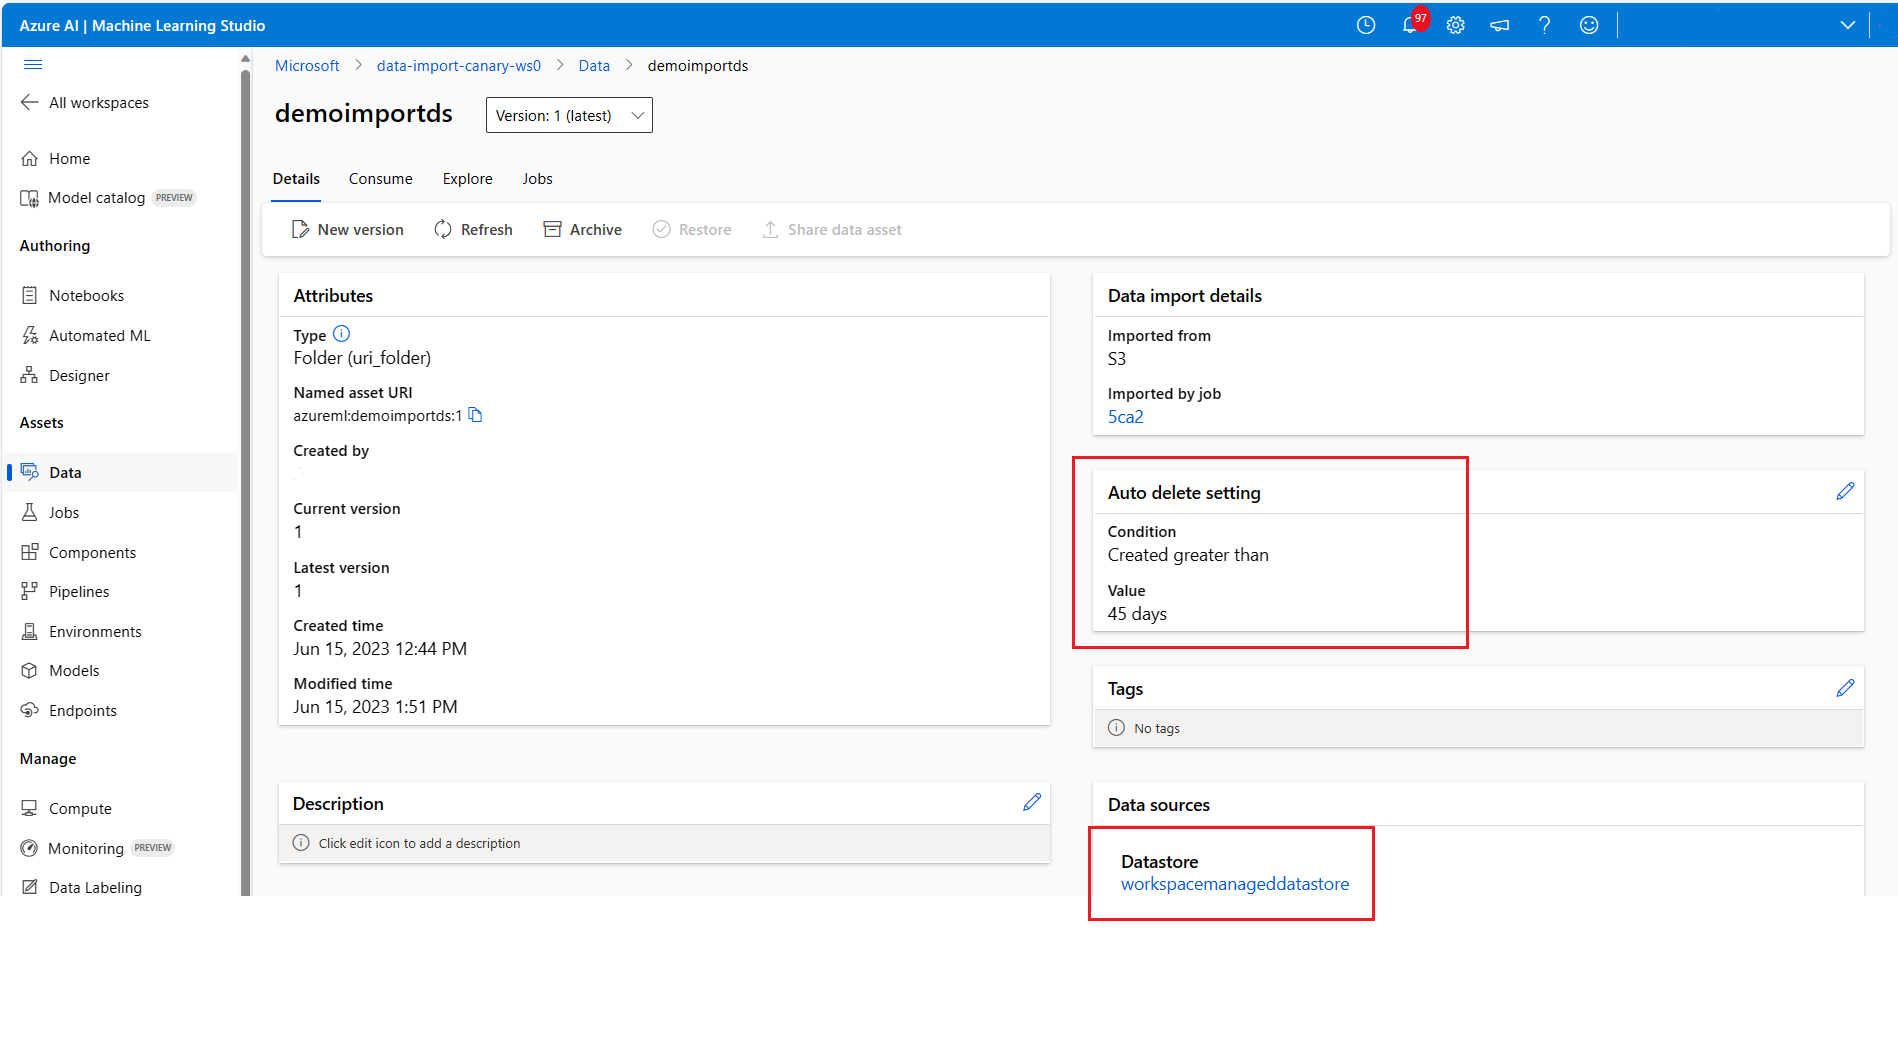 Azure AI | Machine Learning Studio
97
All workspaces
Home
Model catalog PREVIEW
Authoring
Notebooks
Automated ML
Designer
Assets
Data
Jobs
Components
Pipelines
Environments
Models
Endpoints
Manage
Compute
Monitoring PREVIEW
Data Labeling
Microsoft > data-import-canary-ws0 > Data > demoimportds
demoimportds
Version: 1 (latest)
Details Consume Explore Jobs
New version Refresh Archive Restore Share data asset
Attributes
Type
Folder (uri_folder)
Named asset URI
azureml:demoimportds:1
Created by
Current version
1
Latest version
1
Created time
Jun 15, 2023 12:44 PM
Modified time
Jun 15, 2023 1:51 PM
Description
Click edit icon to add a description
Data import details
Imported from
S3
Imported by job
5ca2
Auto delete setting
Condition
Created greater than
Value
45 days
Tags
No tags
Data sources
Datastore
workspacemanageddatastore